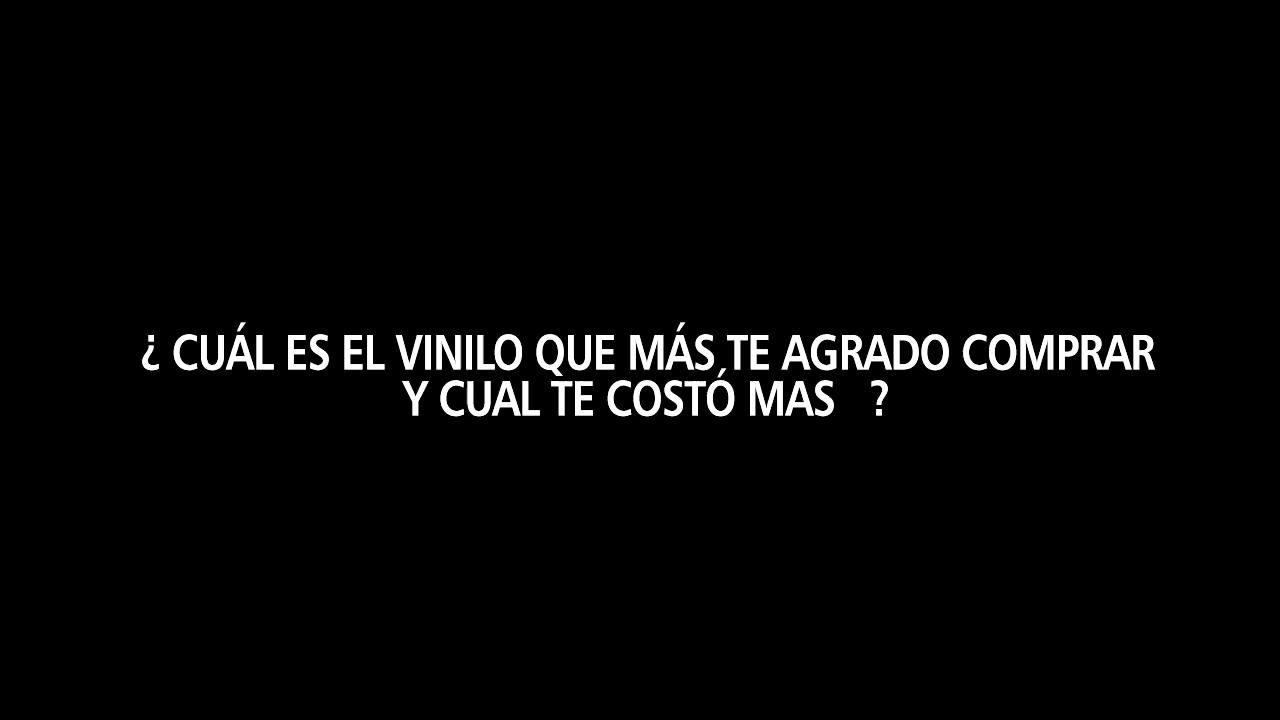 ¿ CUÁL ES EL VINILO QUE MÁS TE AGRADO COMPRAR
Y CUAL TE COSTÓ MAS ?